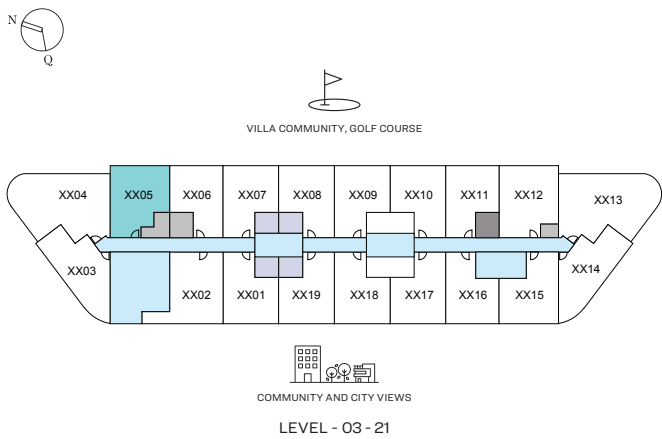 N
Q
VILLA COMMUNITY, GOLF COURSE
XX04 XX05 XX06 XX07 XX08 XX09 XX10 XX11 XX12 XX13
XX03 XX14
XX02 XX01 XX19 XX18 XX17 XX16 XX15
COMMUNITY AND CITY VIEWS
LEVEL - 03 - 21